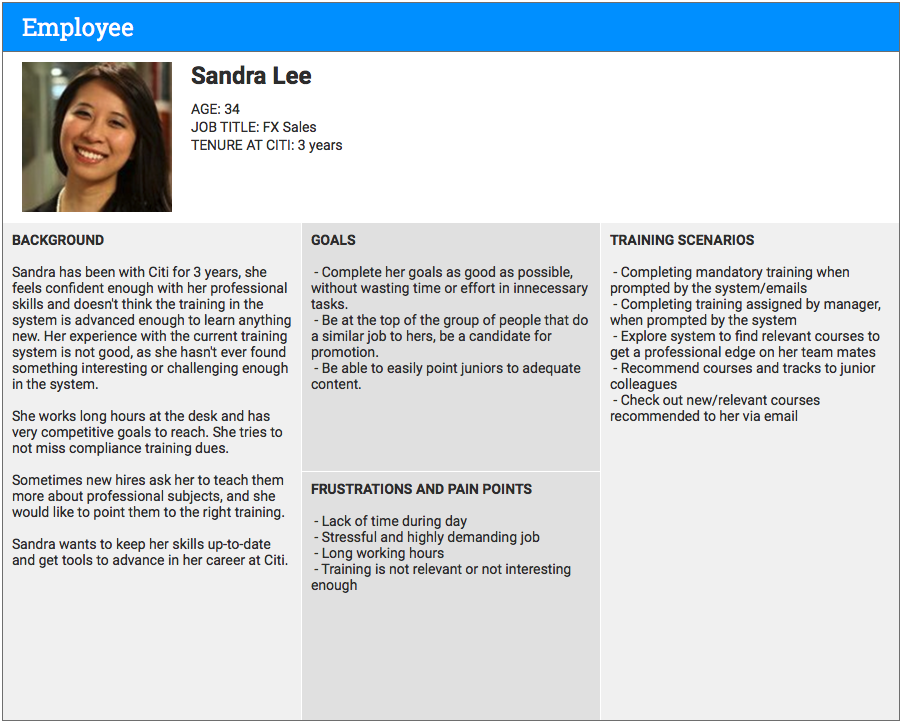 Employee
Sandra Lee
AGE: 34
JOB TITLE: FX Sales
TENURE AT CITI: 3 years
BACKGROUND
Sandra has been with Citi for 3 years, she
feels confident enough with her professional
skills and doesn't think the training in the
system is advanced enough to learn anything
new. Her experience with the current training
system is not good, as she hasn't ever found
something interesting or challenging enough
in the system.
She works long hours at the desk and has
very competitive goals to reach. She tries to
not miss compliance training dues.
Sometimes new hires ask her to teach them
more about professional subjects, and she
would like to point them to the right training.
Sandra wants to keep her skills up-to-date
and get tools to advance in her career at Citi.
GOALS
- Complete her goals as good as possible,
without wasting time or effort in innecessary
tasks.
- Be at the top of the group of people that do
a similar job to hers, be a candidate for
promotion.
- Be able to easily point juniors to adequate
content.
FRUSTRATIONS AND PAIN POINTS
- Lack of time during day
- Stressful and highly demanding job
- Long working hours
- Training is not relevant or not interesting
enough
TRAINING SCENARIOS
- Completing mandatory training when
prompted by the system/emails
- Completing training assigned by manager,
when prompted by the system
- Explore system to find relevant courses to
get a professional edge on her team mates
- Recommend courses and tracks to junior
colleagues
- Check out new/relevant courses
recommended to her via email